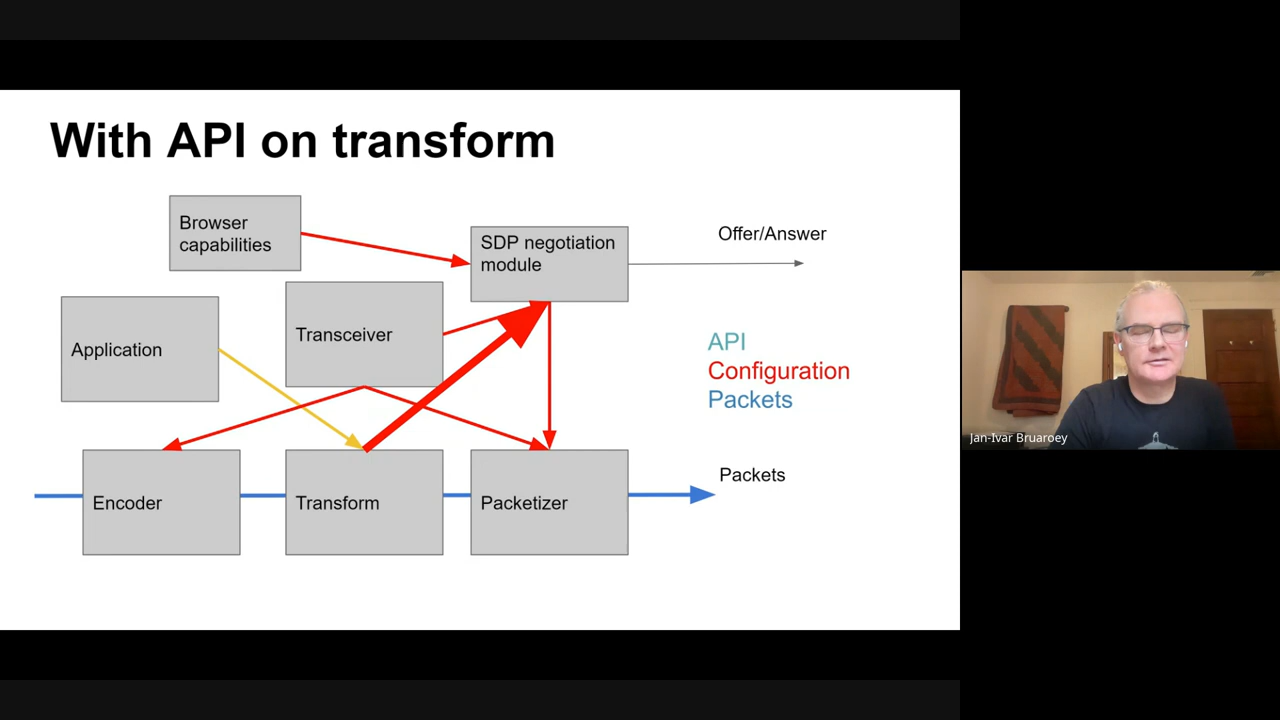 With API on transform
Browser
capabilities
SDP negotiation
module
Offer/Answer
Application
Transceiver
API
Configuration
Packets
Jan-Ivar Bruaroey
Encoder
Transform
Packetizer
Packets